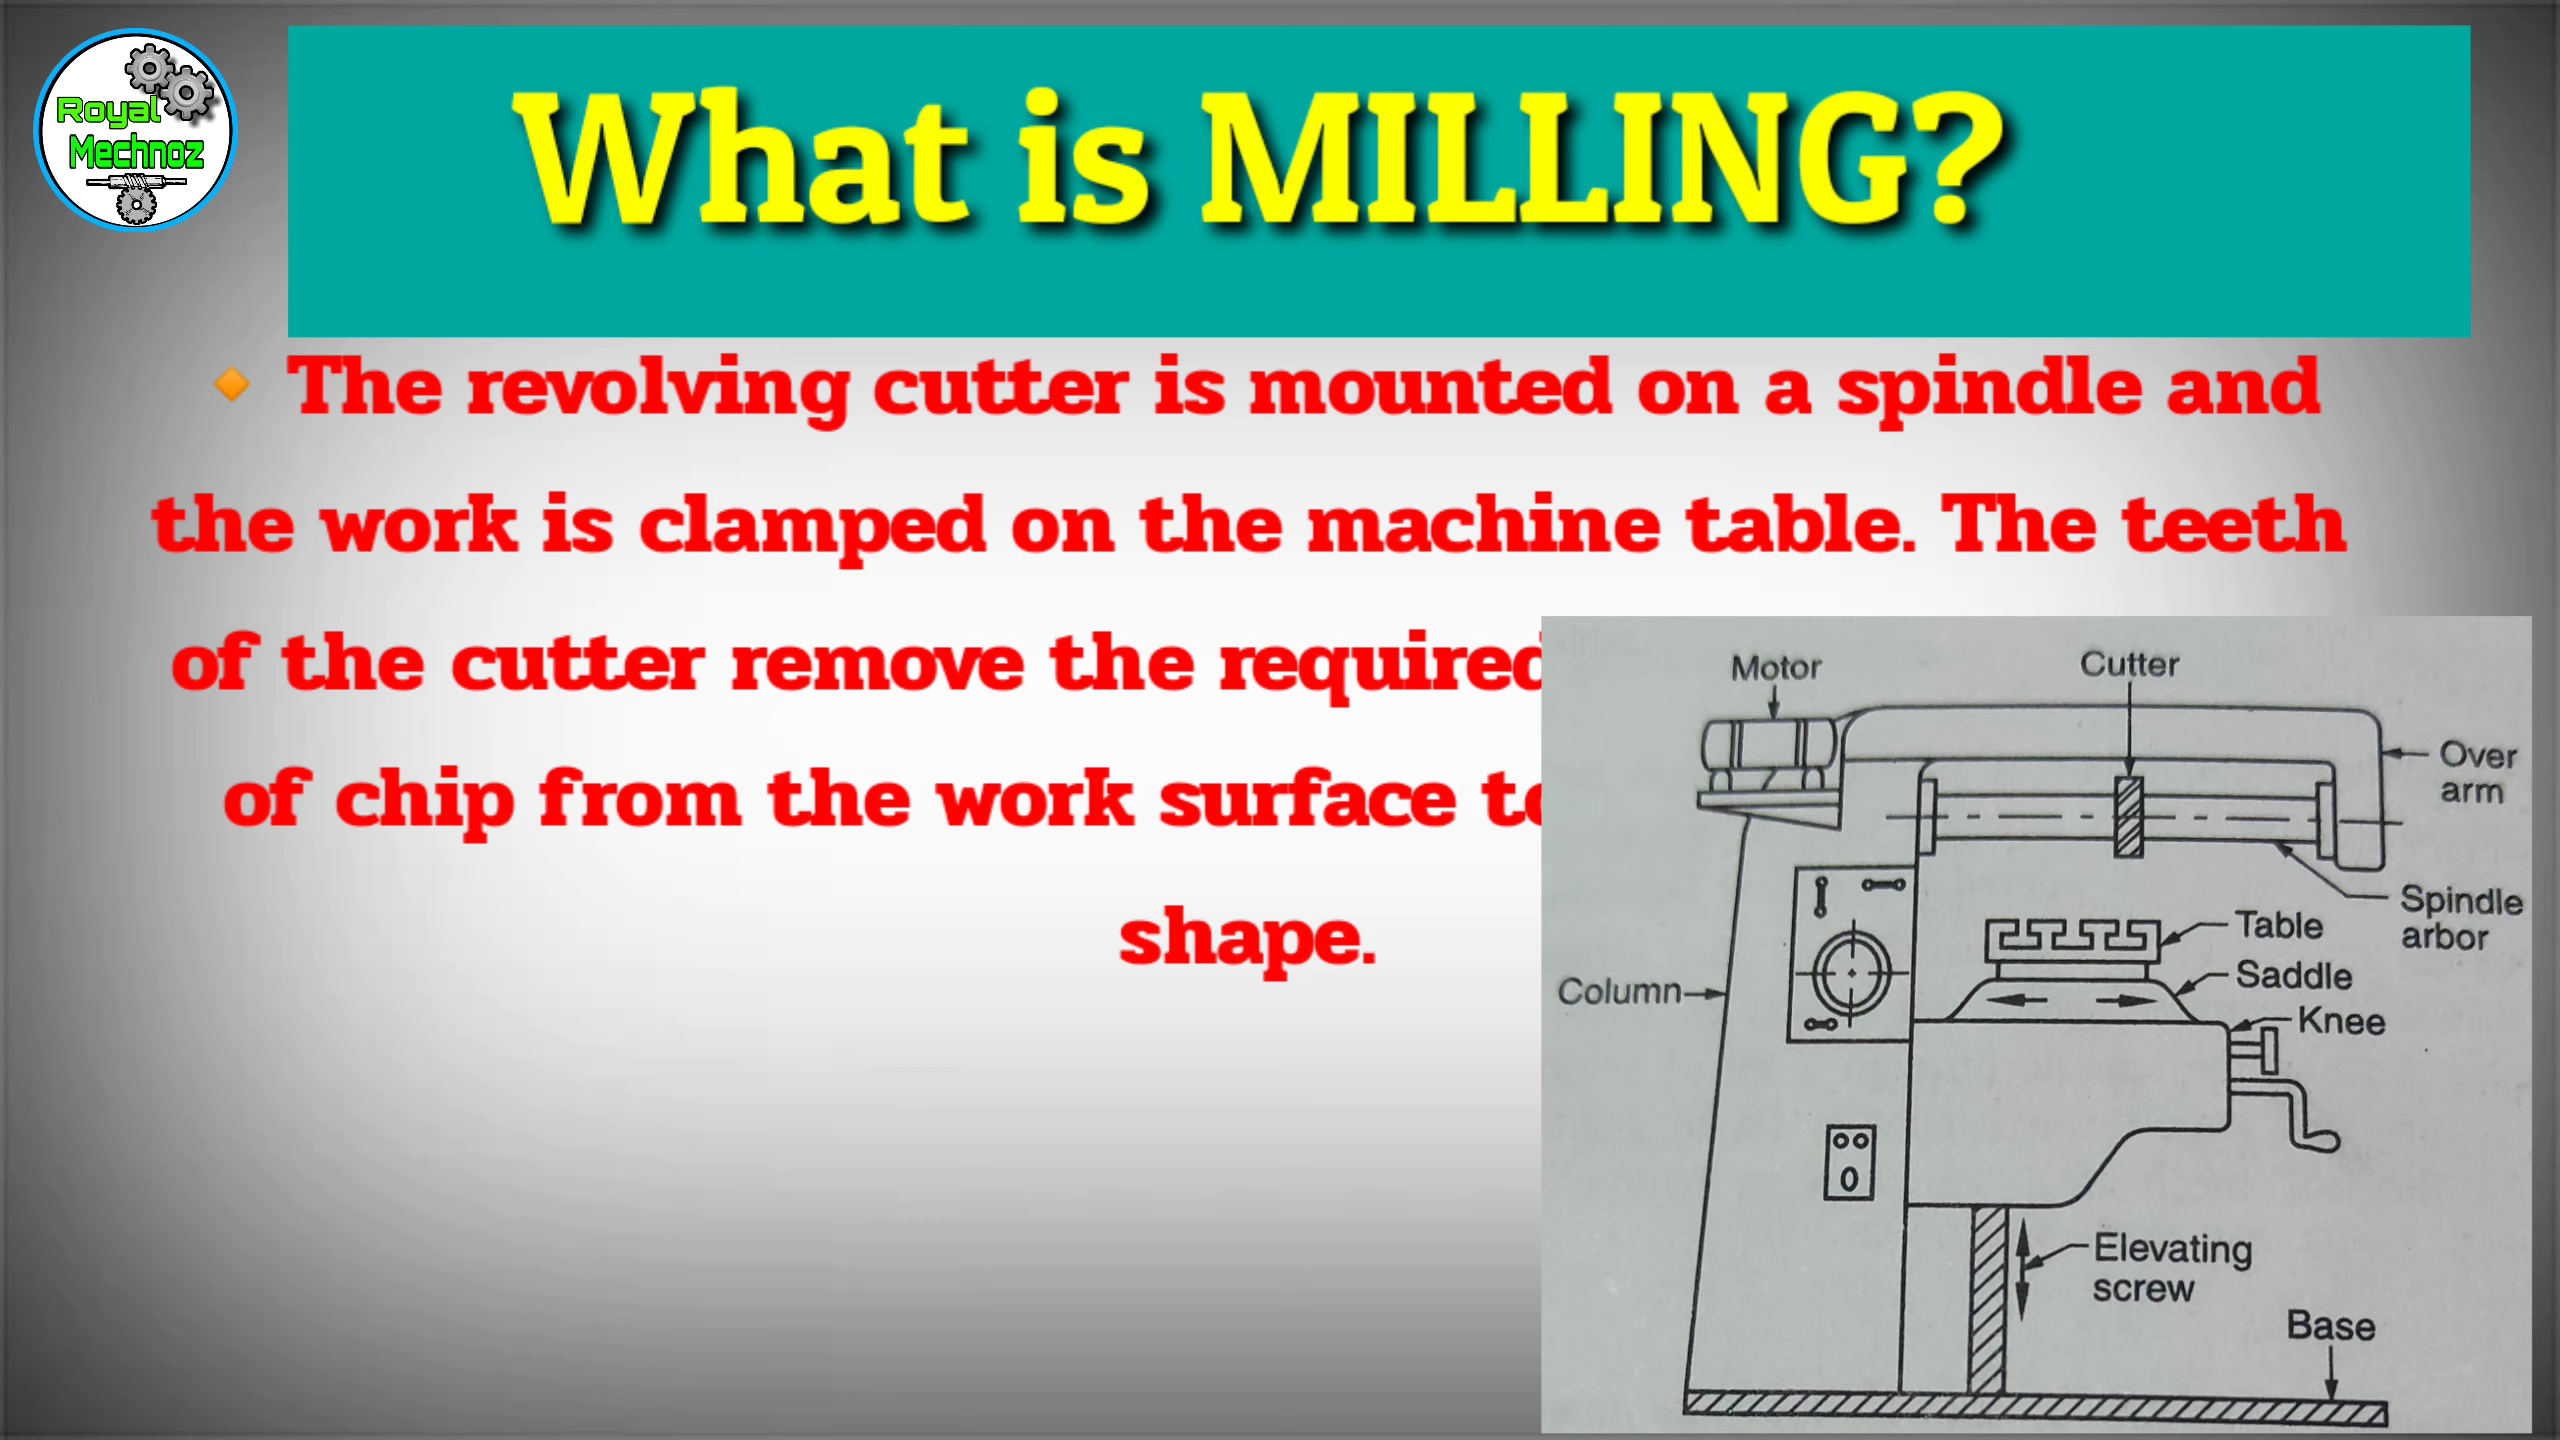 Royal
Mechnoz
What is MILLING?
The revolving cutter is mounted on a spindle and
the work is clamped on the machine table. The teeth
of the cutter remove the required
of chip from the work surface to
shape.
Motor
Cutter
Over
arm
Spindle
arbor
Table
Saddle
Knee
Column
Elevating
screw
Base